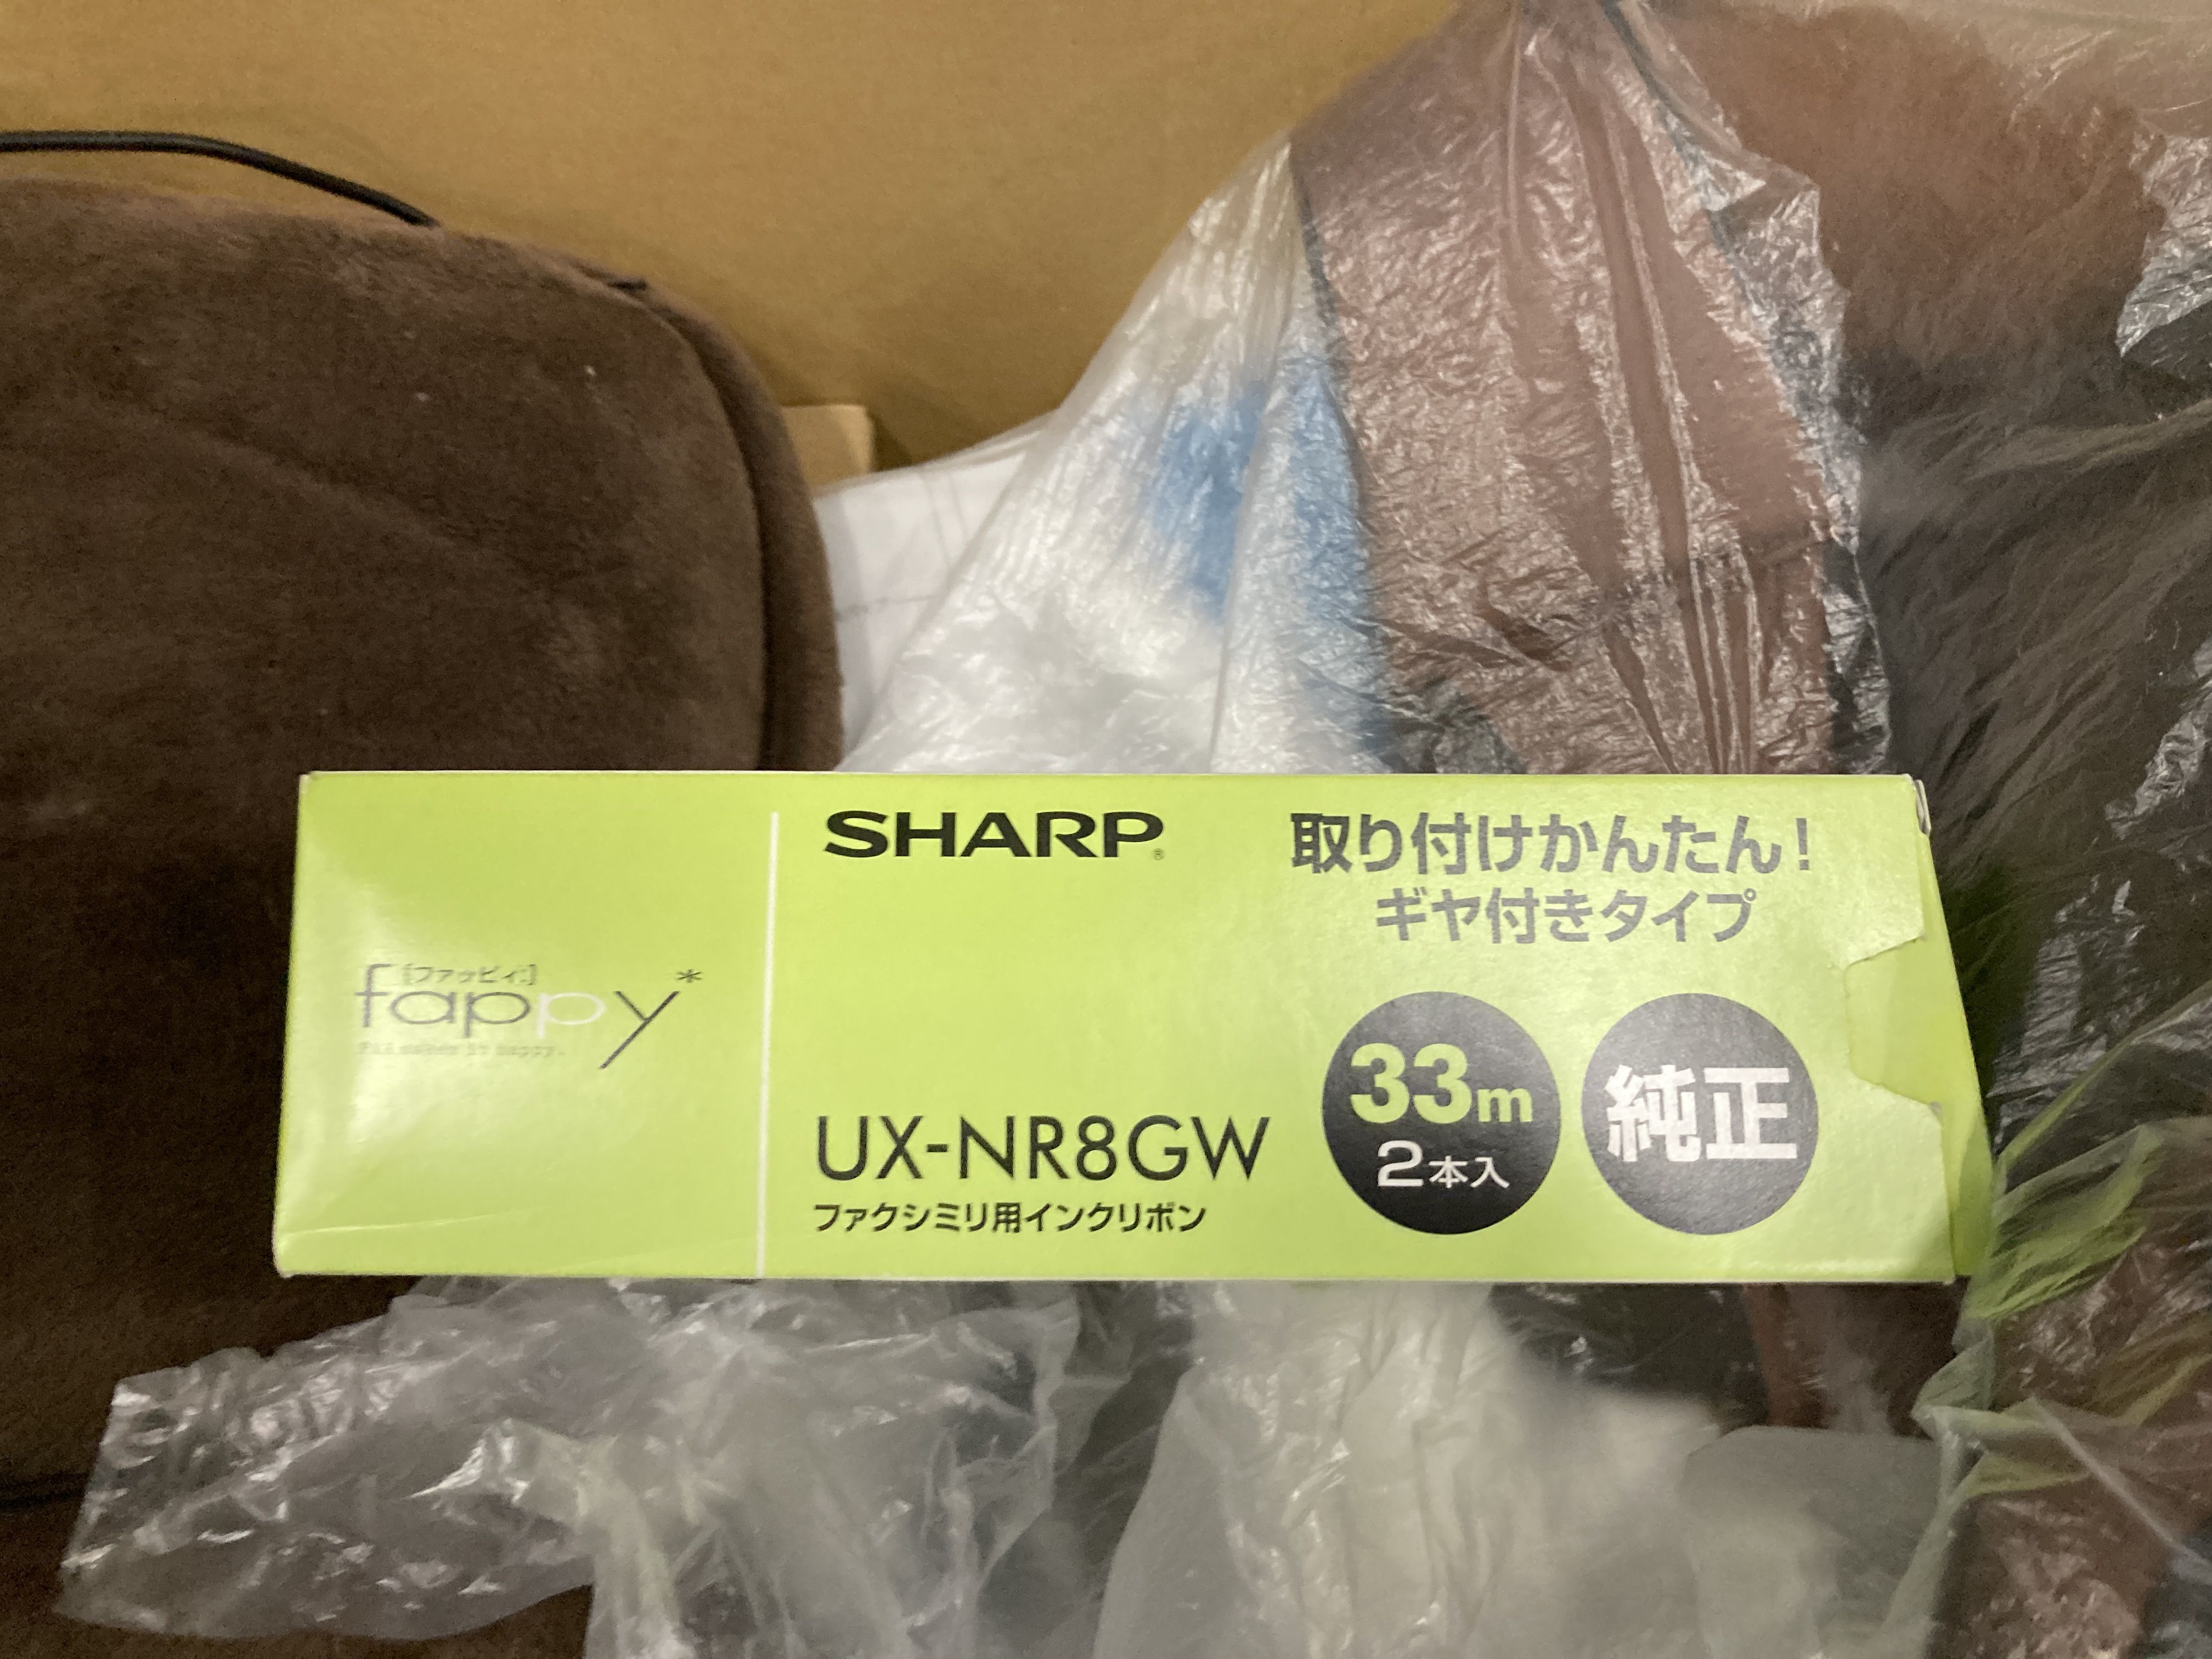 SHARP®
取り付けかんたん!
ギヤ付きタイプ
[ファッピィ:]
fappy*
UX-NR8GW
ファクシミリ用インクリボン
33m
2本入
純正